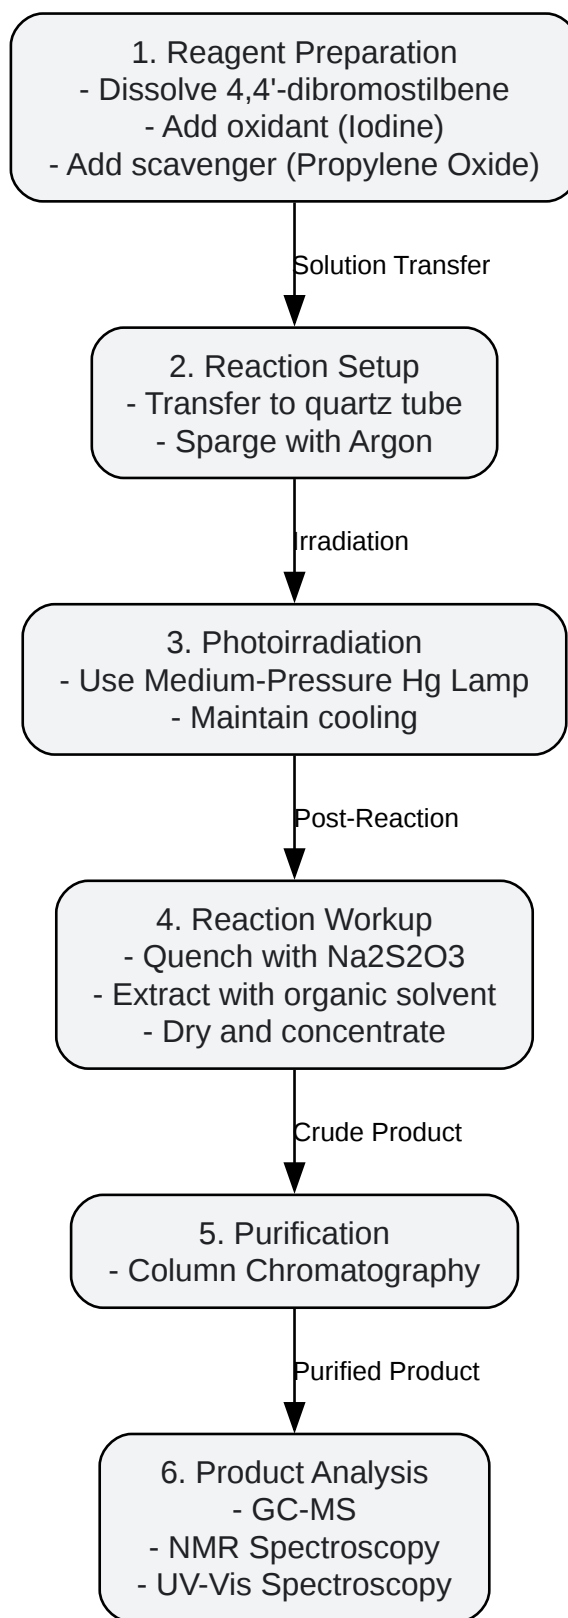 1. Reagent Preparation
- Dissolve 4,4'-dibromostilbene
- Add oxidant (Iodine)
- Add scavenger (Propylene Oxide)
Solution Transfer
2. Reaction Setup
- Transfer to quartz tube
- Sparge with Argon
Irradiation
3. Photoirradiation
- Use Medium-Pressure Hg Lamp
- Maintain cooling
Post-Reaction
4. Reaction Workup
- Quench with Na2S2O3
- Extract with organic solvent
- Dry and concentrate
Crude Product
5. Purification
- Column Chromatography
Purified Product
6. Product Analysis
- GC-MS
- NMR Spectroscopy
- UV-Vis Spectroscopy